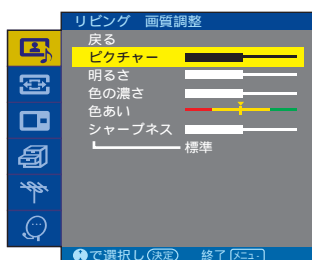 リビング 画質調整
戻る
ピクチャー
明るさ
色の濃さ
色あい
シャープネス
標準
で選択し 決定 終了 メニュー